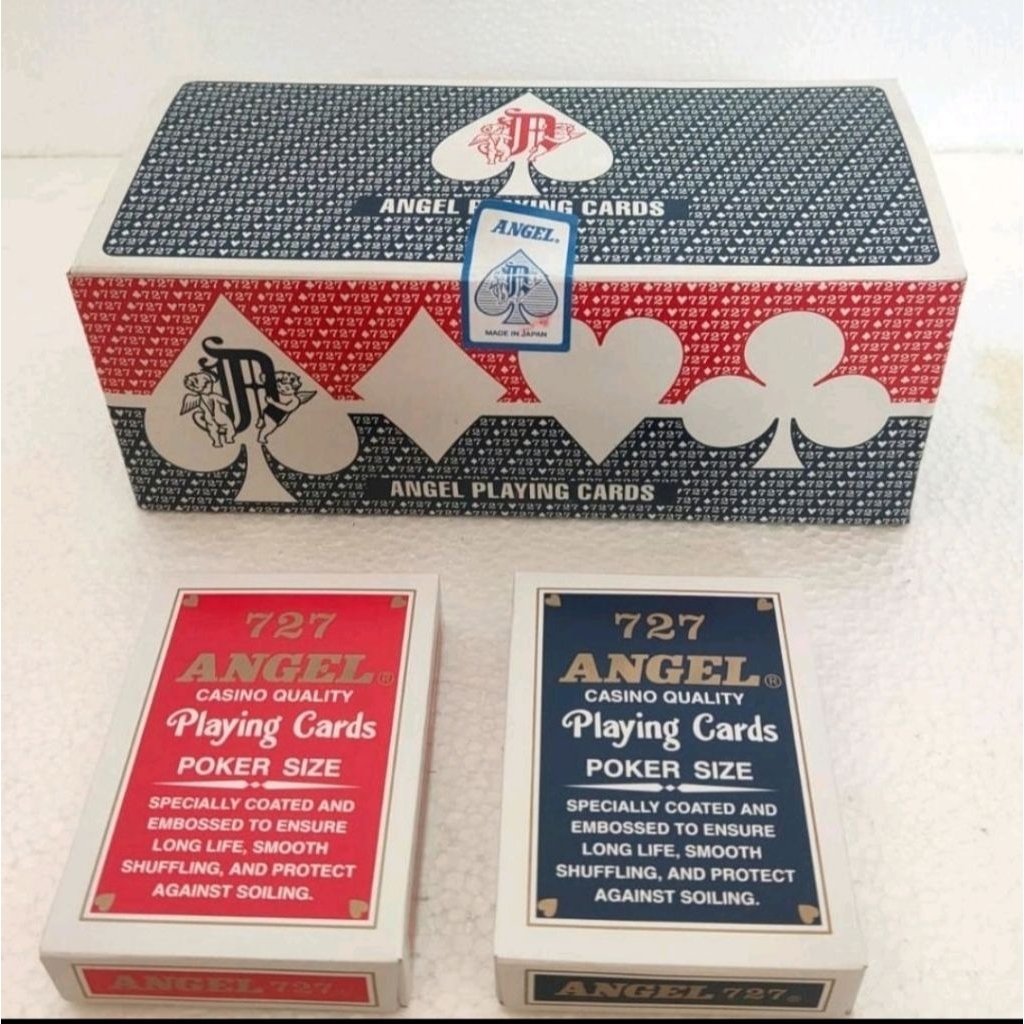 ANGEL PLAYING CARDS
ANGEL.
MADE IN JAPAN
ANGEL PLAYING CARDS
727
ANGEL®
CASINO QUALITY
Playing Cards
POKER SIZE
SPECIALLY COATED AND
EMBOSSED TO ENSURE
LONG LIFE, SMOOTH
SHUFFLING, AND PROTECT
AGAINST SOILING.
ANGEL 727®
727
ANGEL®
CASINO QUALITY
Playing Cards
POKER SIZE
SPECIALLY COATED AND
EMBOSSED TO ENSURE
LONG LIFE, SMOOTH
SHUFFLING, AND PROTECT
AGAINST SOILING.
ANGEL 727®